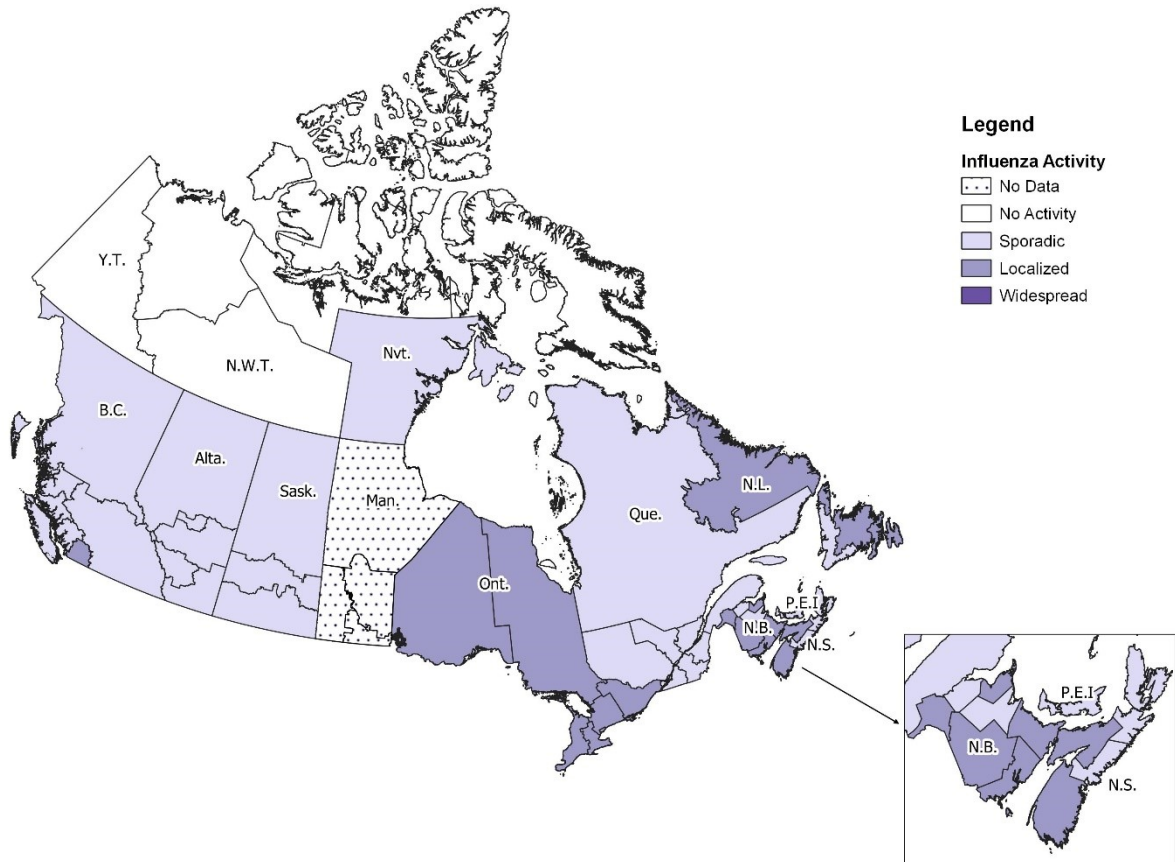 Legend
Influenza Activity
No Data
No Activity
Sporadic
Localized
Widespread
Y.T.
N.W.T.
Nvt.
B.C.
Alta.
Sask.
Man.
Ont.
Que.
N.L.
P.E.I
N.B.
N.S.
P.E.I
N.B.
N.S.